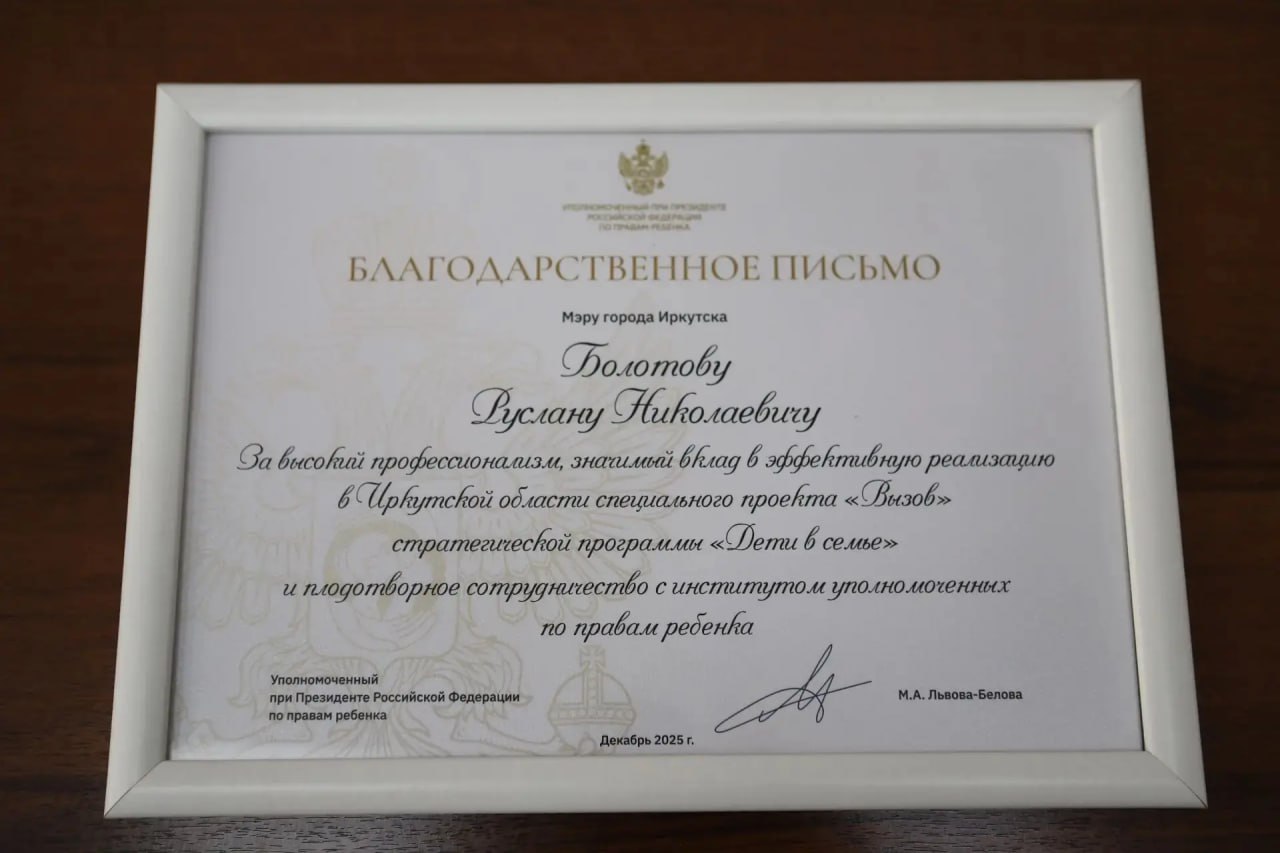 УПОЛНОМОЧЕННЫЙ ПРИ ПРЕЗИДЕНТЕ
РОССИЙСКОЙ ФЕДЕРАЦИИ
ПО ПРАВАМ РЕБЕНКА
БЛАГОДАРСТВЕННОЕ ПИСЬМО
Мэру города Иркутска
Болотову
Руслану Николаевичу
За высокий профессионализм, значимый вклад в эффективную реализацию
в Иркутской области специального проекта «Вызов»
стратегической программы «Дети в семье»
и плодотворное сотрудничество с институтом уполномоченных
по правам ребенка
Уполномоченный
при Президенте Российской Федерации
по правам ребенка
М.А. Львова-Белова
Декабрь 2025 г.